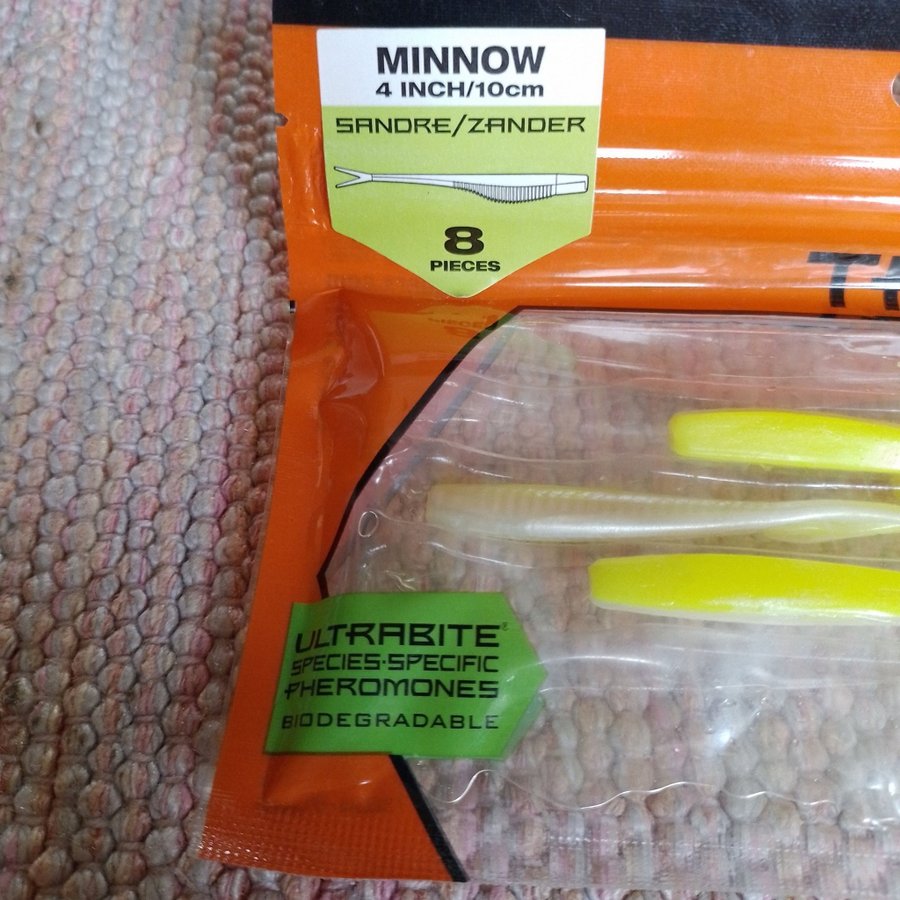 MINNOW
4 INCH/10cm
SANDRE/ZANDER
8
PIECES
ULTRABITE®
SPECIES-SPECIFIC
PHEROMONES
BIODEGRADABLE